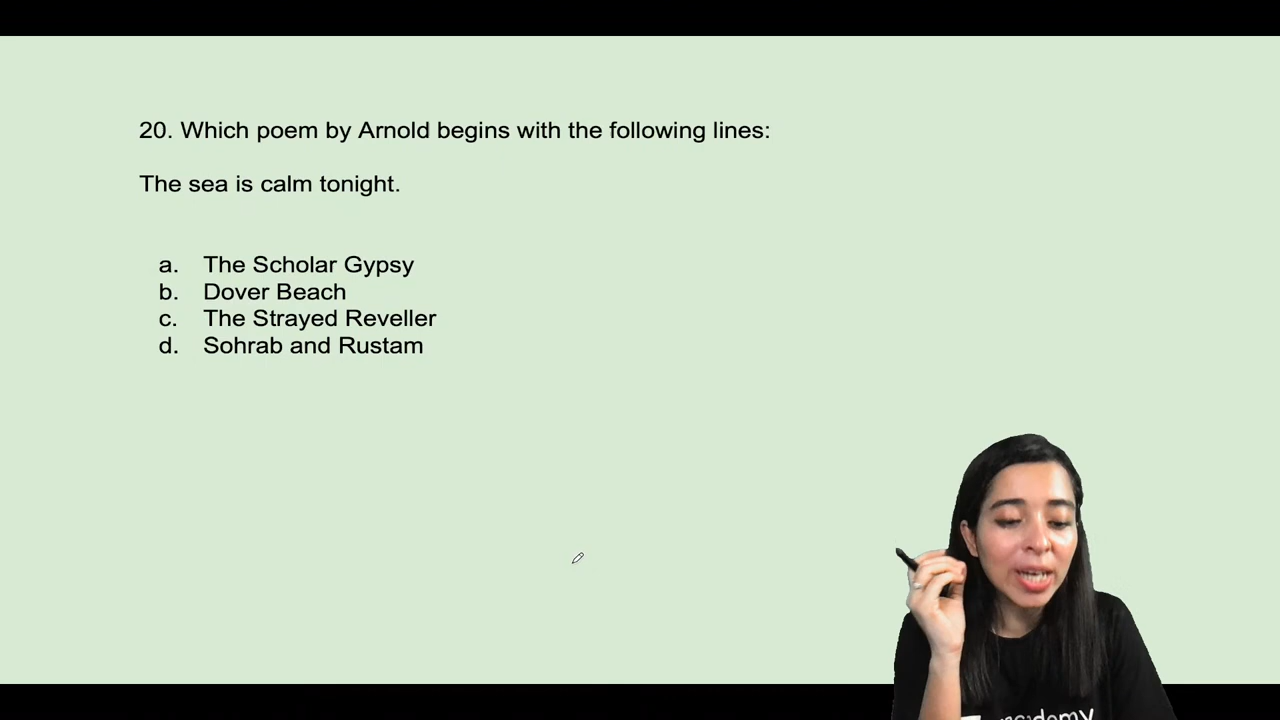 20. Which poem by Arnold begins with the following lines:
The sea is calm tonight.
a. The Scholar Gypsy
b. Dover Beach
c. The Strayed Reveller
d. Sohrab and Rustam